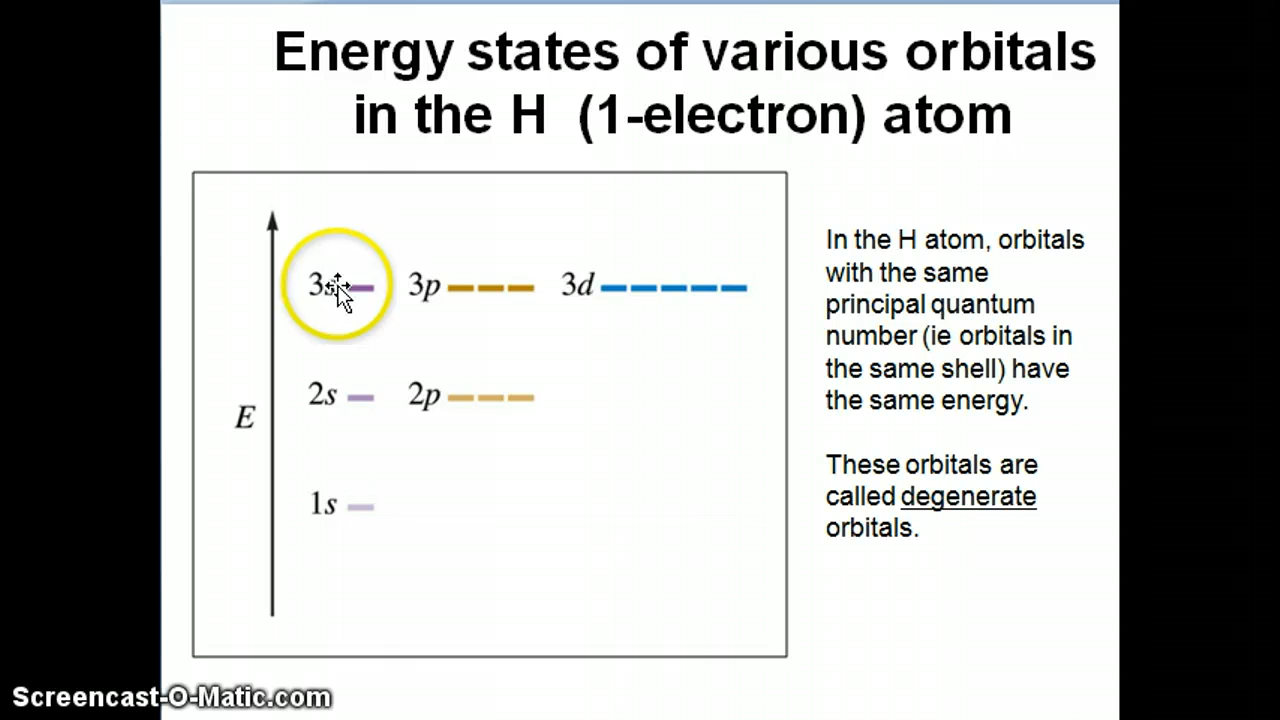 Energy states of various orbitals
in the H (1-electron) atom
3s 3p 3d
2s 2p
E
1s
In the H atom, orbitals
with the same
principal quantum
number (ie orbitals in
the same shell) have
the same energy.
These orbitals are
called degenerate
orbitals.
Screencast-O-Matic.com